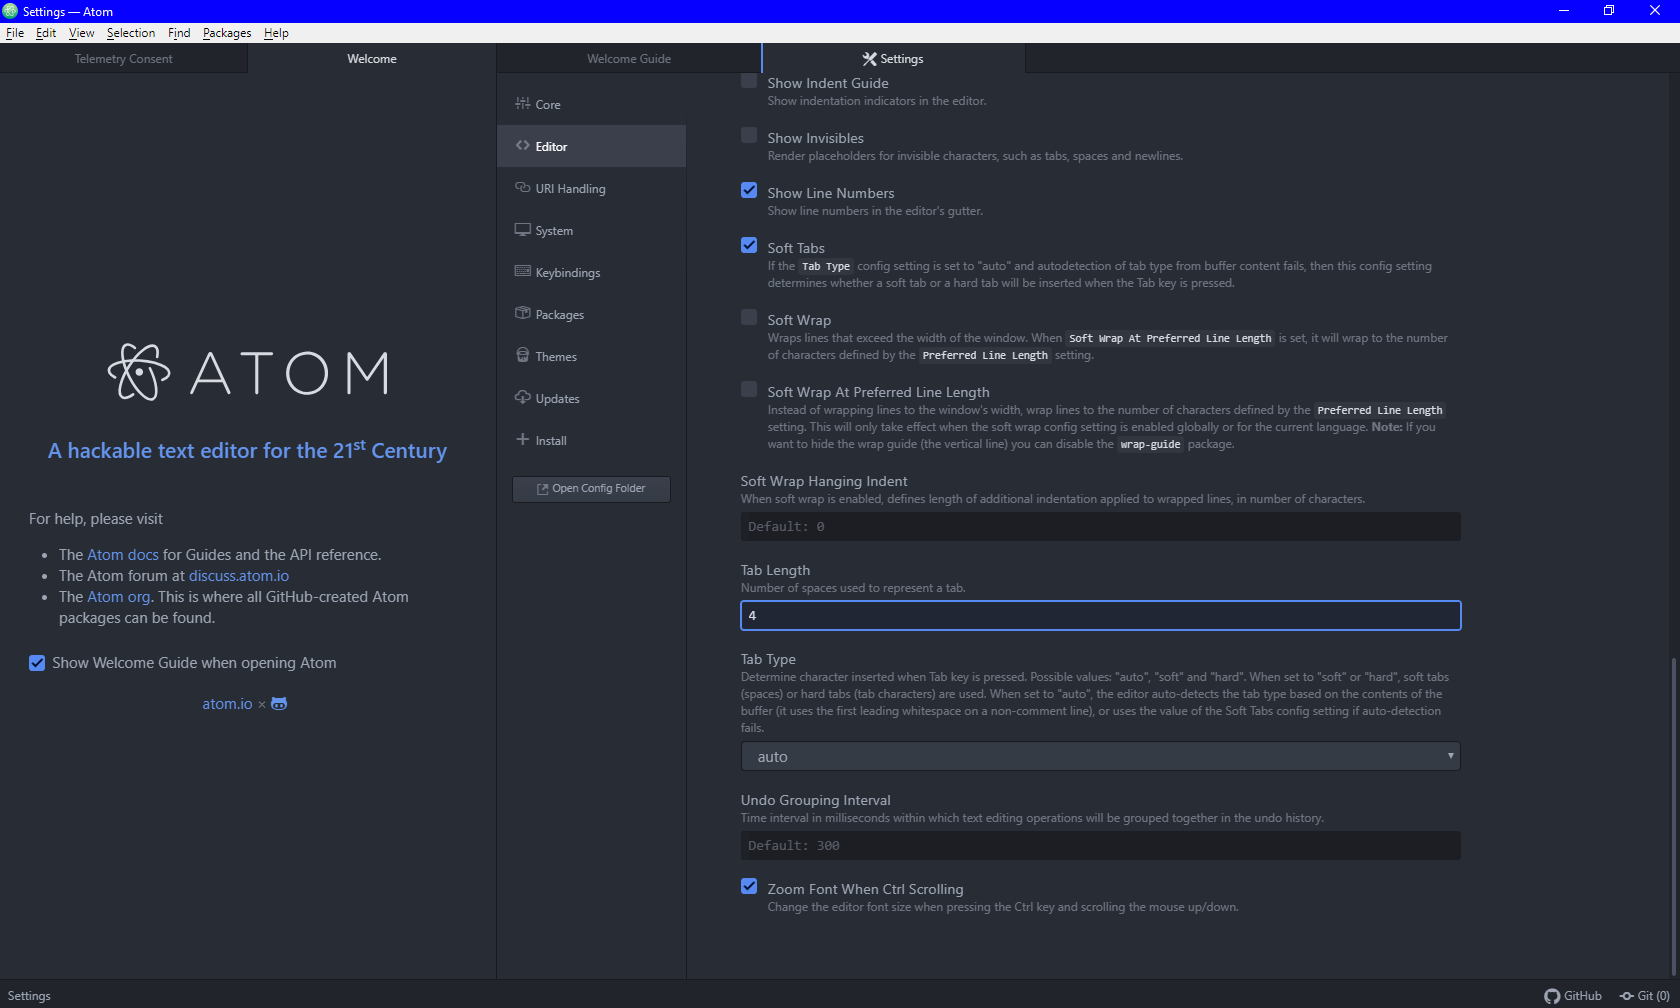 Settings — Atom
File Edit View Selection Find Packages Help
Telemetry Consent
Welcome
Welcome Guide
Settings
ATOM
A hackable text editor for the 21st Century
For help, please visit
• The Atom docs for Guides and the API reference.
• The Atom forum at discuss.atom.io
• The Atom org. This is where all GitHub-created Atom
packages can be found.
Show Welcome Guide when opening Atom
atom.io ×
Core
Editor
URI Handling
System
Keybindings
Packages
Themes
Updates
Install
Open Config Folder
Show Indent Guide
Show indentation indicators in the editor.
Show Invisibles
Render placeholders for invisible characters, such as tabs, spaces and newlines.
Show Line Numbers
Show line numbers in the editor's gutter.
Soft Tabs
If the Tab Type config setting is set to "auto" and autodetection of tab type from buffer content fails, then this config setting
determines whether a soft tab or a hard tab will be inserted when the Tab key is pressed.
Soft Wrap
Wraps lines that exceed the width of the window. When Soft Wrap At Preferred Line Length is set, it will wrap to the number
of characters defined by the Preferred Line Length setting.
Soft Wrap At Preferred Line Length
Instead of wrapping lines to the window's width, wrap lines to the number of characters defined by the Preferred Line Length
setting. This will only take effect when the soft wrap config setting is enabled globally or for the current language. Note: If you
want to hide the wrap guide (the vertical line) you can disable the wrap-guide package.
Soft Wrap Hanging Indent
When soft wrap is enabled, defines length of additional indentation applied to wrapped lines, in number of characters.
Default: 0
Tab Length
Number of spaces used to represent a tab.
4
Tab Type
Determine character inserted when Tab key is pressed. Possible values: "auto", "soft" and "hard". When set to "soft" or "hard", soft tabs
(spaces) or hard tabs (tab characters) are used. When set to "auto", the editor auto-detects the tab type based on the contents of the
buffer (it uses the first leading whitespace on a non-comment line), or uses the value of the Soft Tabs config setting if auto-detection
fails.
auto
Undo Grouping Interval
Time interval in milliseconds within which text editing operations will be grouped together in the undo history.
Default: 300
Zoom Font When Ctrl Scrolling
Change the editor font size when pressing the Ctrl key and scrolling the mouse up/down.
Settings
GitHub
Git (0)